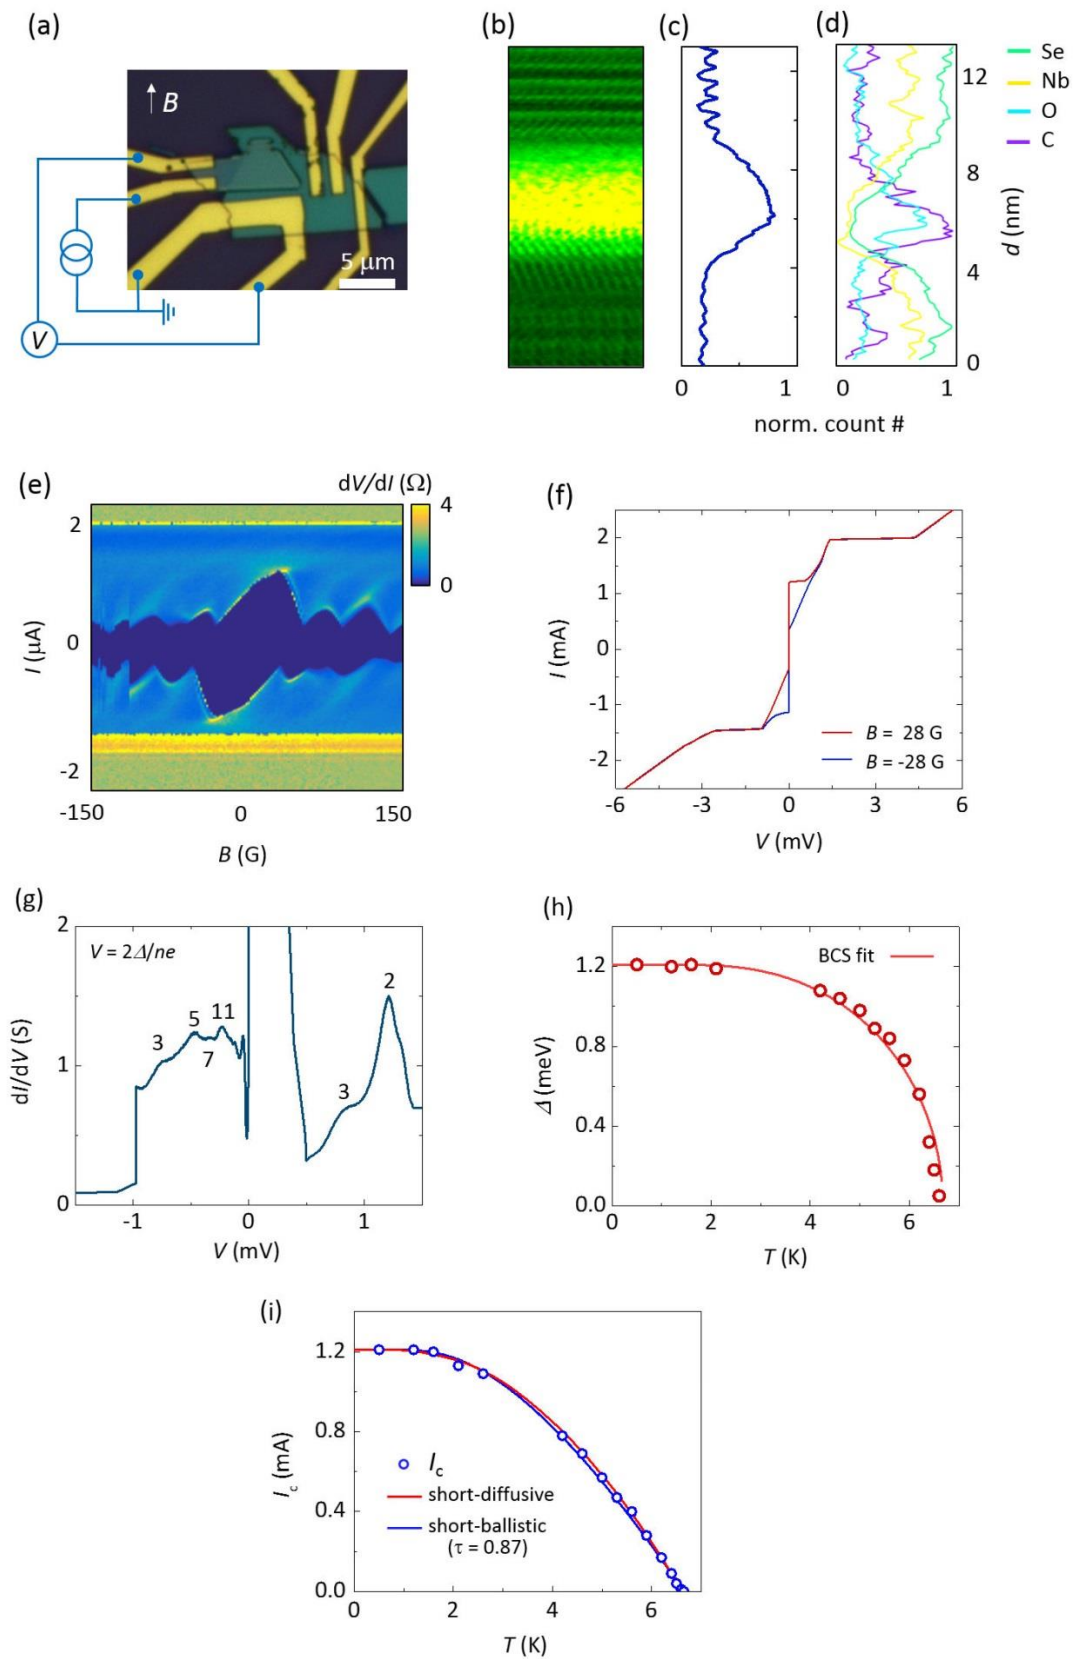 (a)
B
5 μm
V
(b)
(c)
(d)
Se
Nb
O
C
12
8
4
0
d (nm)
0 1 0 1
norm. count #
(e)
dV/dI (Ω)
4
0
2
0
-2
I (μA)
-150 0 150
B (G)
(f)
2
1
0
-1
-2
I (mA)
B = 28 G
B = -28 G
-6 -3 0 3 6
V (mV)
(g)
2
1
0
dI/dV (S)
V = 2Δ/ne
3
5
7
11
3
2
-1 0 1
V (mV)
(h)
1.2
0.8
0.4
0.0
Δ (meV)
BCS fit
0 2 4 6
T (K)
(i)
1.2
0.8
0.4
0.0
Ic (mA)
Ic
short-diffusive
short-ballistic
(τ = 0.87)
0 2 4 6
T (K)